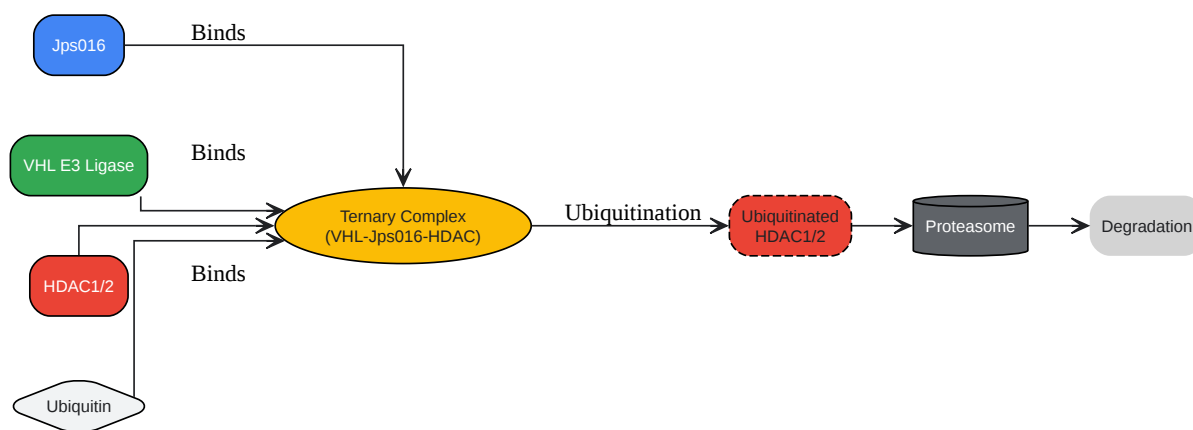 Jps016
Binds
VHL E3 Ligase
Binds
Ternary Complex
(VHL-Jps016-HDAC)
Ubiquitination
Ubiquitinated
HDAC1/2
Proteasome
Degradation
HDAC1/2
Binds
Ubiquitin